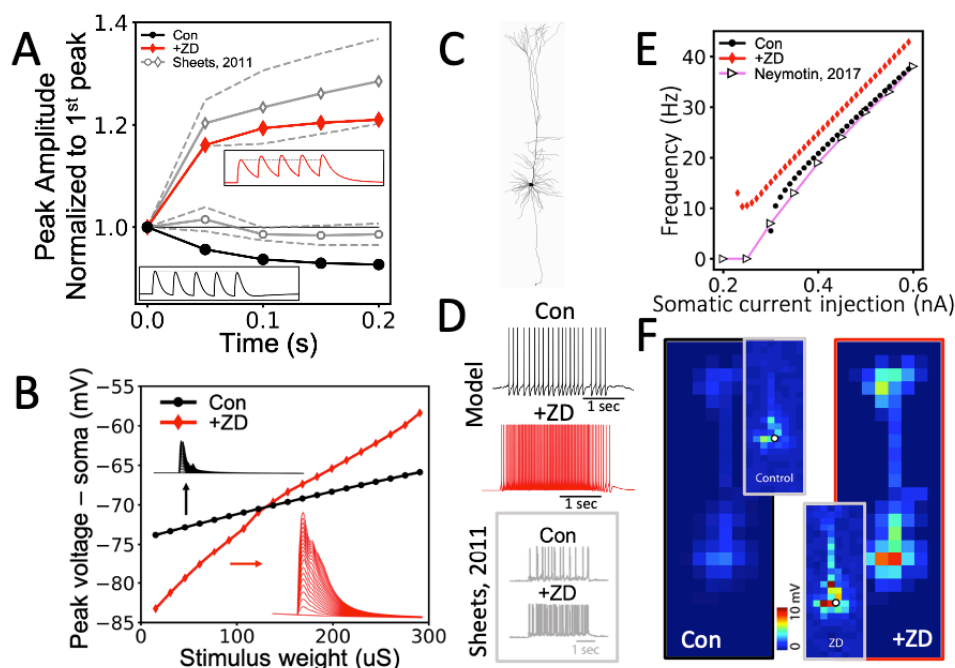 A
Peak Amplitude
Normalized to 1st peak
1.4
1.2
1.0
Con
+ZD
Sheets, 2011
0.0
0.1
0.2
Time (s)
B
Peak voltage – soma (mV)
−55
−60
−65
−70
−75
−80
−85
Con
+ZD
0
100
200
300
Stimulus weight (uS)
C
D
Model
Con
1 sec
+ZD
1 sec
Sheets, 2011
Con
+ZD
1 sec
E
Frequency (Hz)
40
30
20
10
0
Con
+ZD
Neymotin, 2017
0.2
0.4
0.6
Somatic current injection (nA)
F
Control
Con
0
10 mV
ZD
+ZD